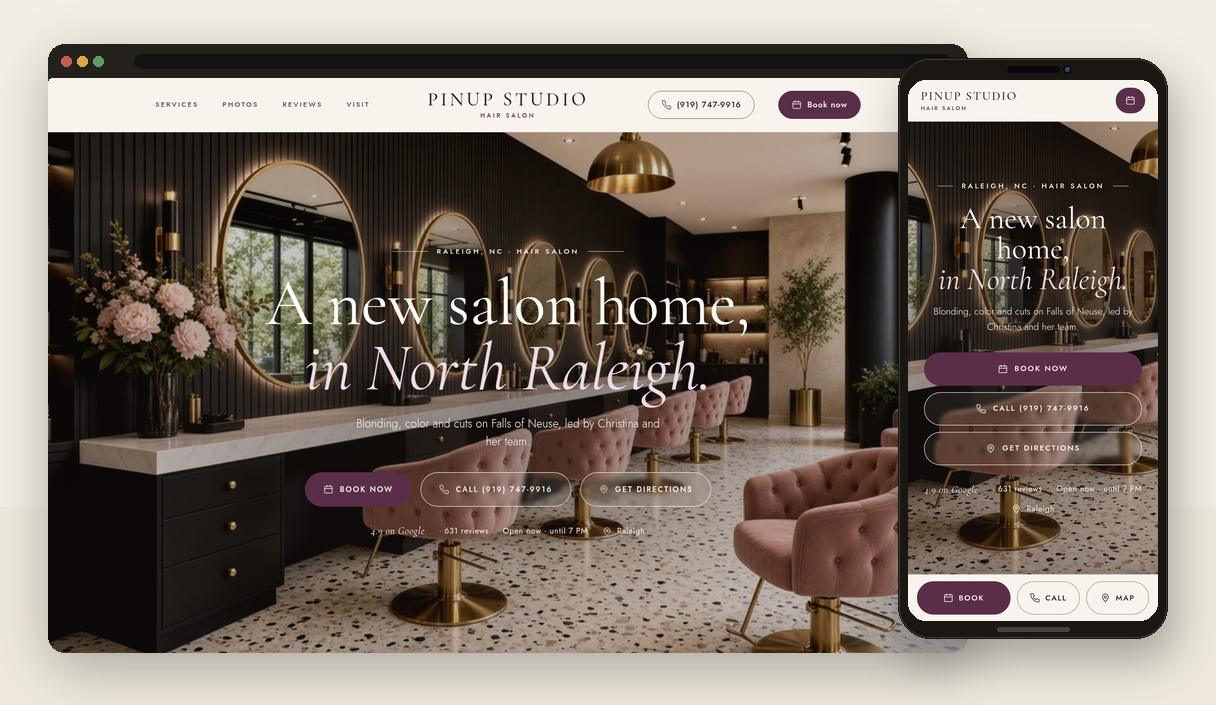 SERVICES PHOTOS REVIEWS VISIT
PINUP STUDIO
HAIR SALON
(919) 747-9916
Book now
RALEIGH, NC · HAIR SALON
A new salon home,
in North Raleigh.
Blonding, color and cuts on Falls of Neuse, led by Christina and
her team.
BOOK NOW
CALL (919) 747-9916
GET DIRECTIONS
4.9 on Google · 631 reviews Open now · until 7 PM Raleigh
PINUP STUDIO
HAIR SALON
RALEIGH, NC · HAIR SALON
A new salon
home,
in North Raleigh.
Blonding, color and cuts on Falls of Neuse, led by
Christina and her team.
BOOK NOW
CALL (919) 747-9916
GET DIRECTIONS
4.9 on Google · 631 reviews Open now · until 7 PM
Raleigh
BOOK CALL MAP